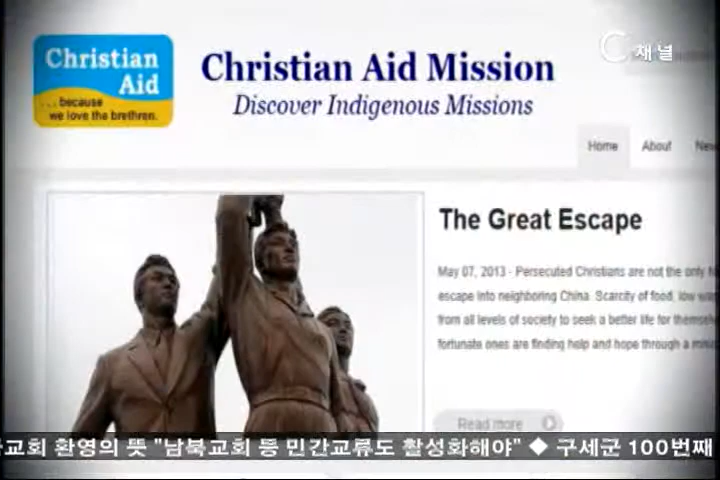 Christian
Aid
... because
we love the brethren.
Christian Aid Mission
Discover Indigenous Missions
C 채널
Home About
The Great Escape
May 07, 2013 - Persecuted Christians are not the only
escape into neighboring China. Scarcity of food, low
from all levels of society to seek a better life for
fortunate ones are finding help and hope through a
Read more
환영의 뜻 "남북교회 등 민간교류도 활성화해야" ◆ 구세군 100번째